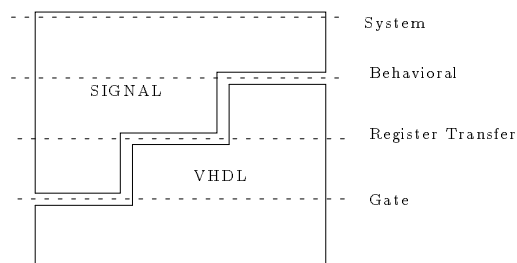 System
Behavioral
SIGNAL
Register Transfer
VHDL
Gate